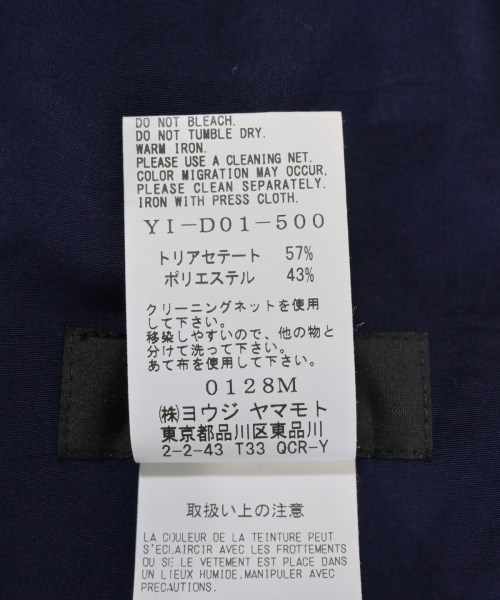 DO NOT BLEACH.
DO NOT TUMBLE DRY.
WARM IRON.
PLEASE USE A CLEANING NET.
COLOR MIGRATION MAY OCCUR,
PLEASE CLEAN SEPARATELY.
IRON WITH PRESS CLOTH.
YI-D01-500
トリアセテート 57%
ポリエステル 43%
クリーニングネットを使用
して下さい。
移染しやすいので、他の物と
分けて洗って下さい。
あて布を使用して下さい。
0128M
㈱ヨウジ ヤマモト
東京都品川区東品川
2-2-43 T33 QCR-Y
取扱い上の注意
LA COULEUR DE LA TEINTURE PEUT
S'ECLAIRCIR AVEC LES FROTTEMENTS
OU SI LE VETEMENT EST PLACE DANS
UN LIEUX HUMIDE.MANIPULER AVEC
PRECAUTIONS.